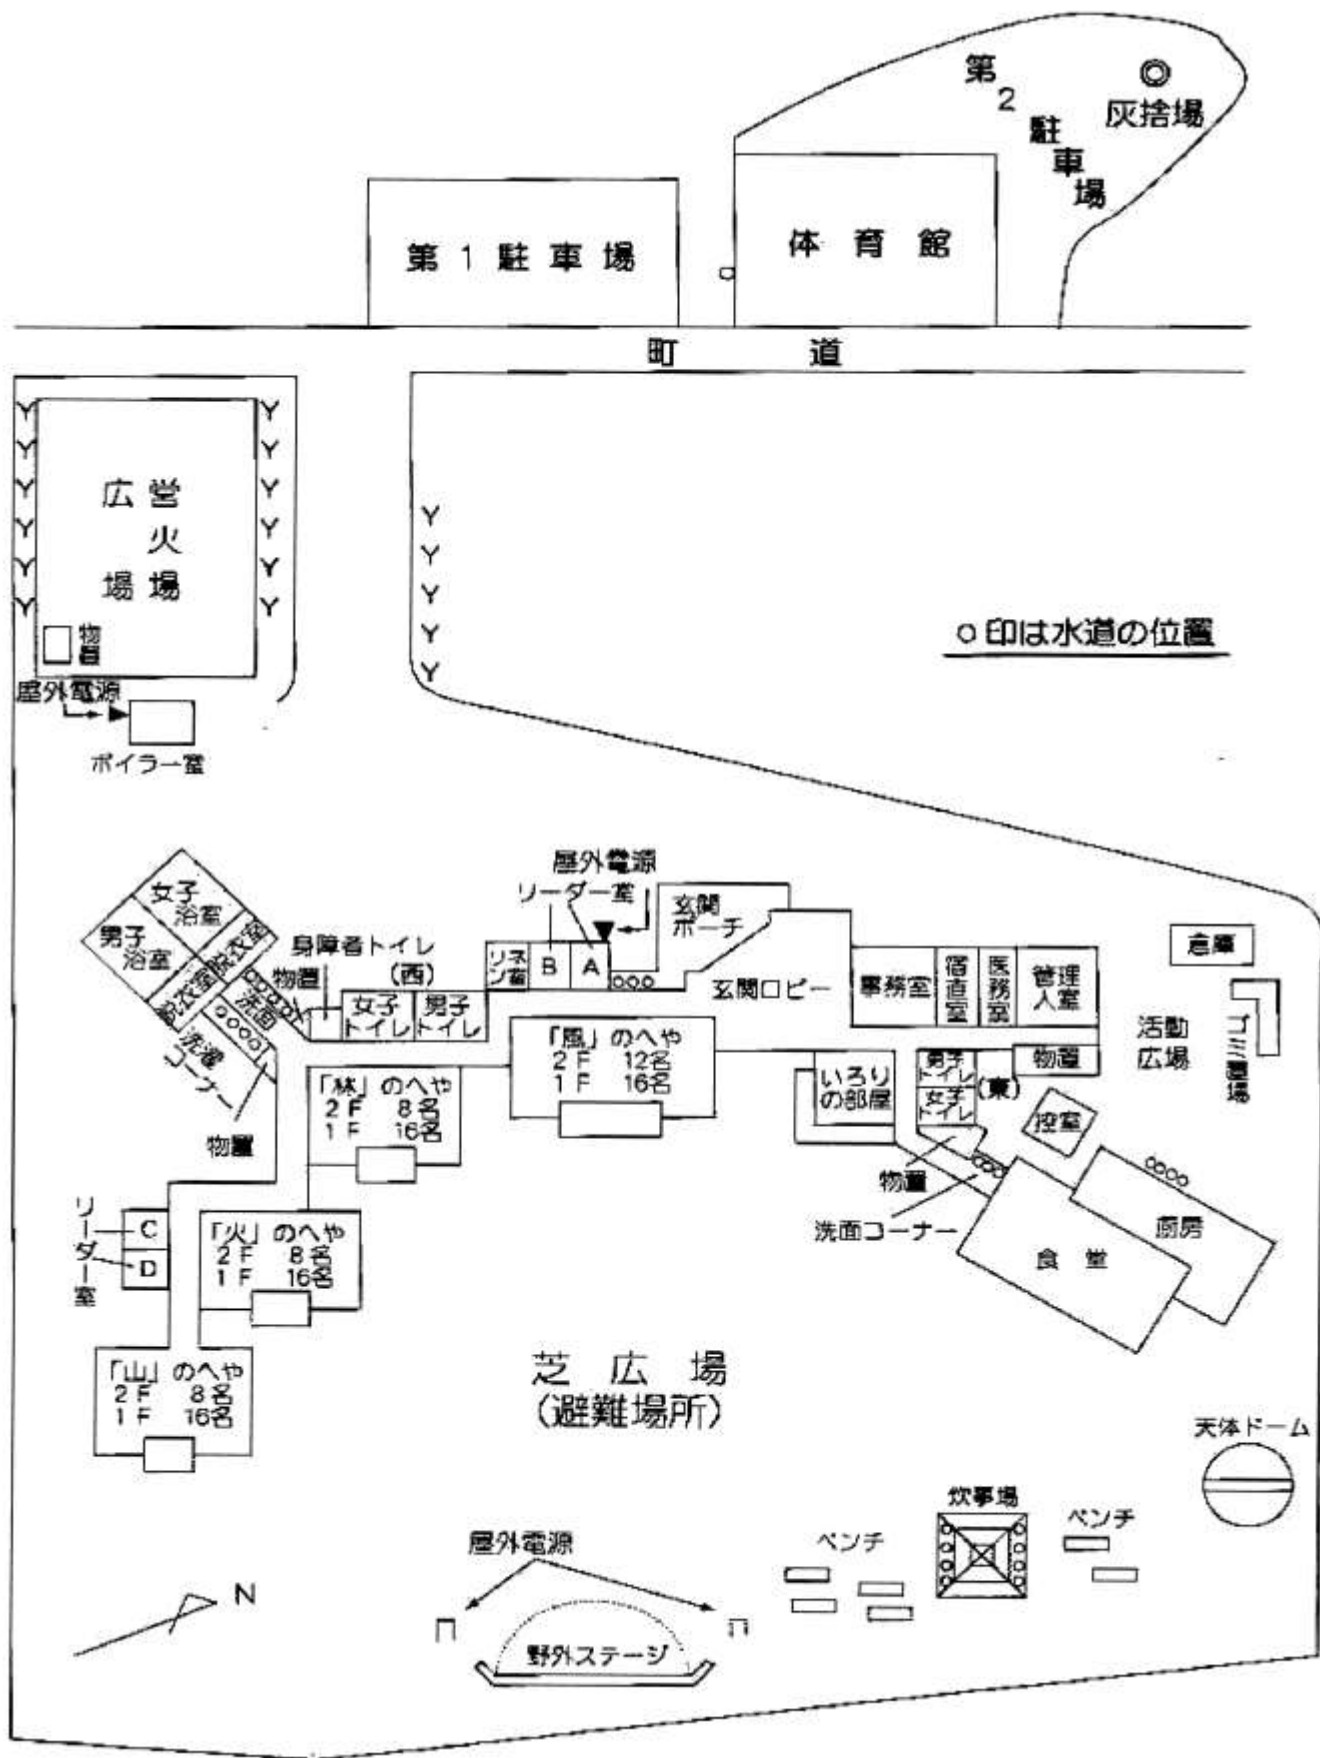 第2駐車場
灰捨場
第1駐車場
体育館
町道
営火場
広場
物置
屋外電源
ボイラー室
○印は水道の位置
女子浴室
男子浴室
脱衣室
脱衣室
洗面
洗濯コーナー
物置
物置
身障者トイレ
(西)
女子トイレ
男子トイレ
リネン室
B
A
リーダー室
屋外電源
玄関ポーチ
玄関ロビー
事務室
宿直室
医務室
管理人室
倉庫
活動広場
ゴミ置場
物置
控室
男子トイレ
女子トイレ
(東)
いろりの部屋
物置
洗面コーナー
食堂
厨房
「風」のへや
2F 12名
1F 16名
「林」のへや
2F 8名
1F 16名
「火」のへや
2F 8名
1F 16名
「山」のへや
2F 8名
1F 16名
リーダー室
C
D
芝広場
(避難場所)
天体ドーム
炊事場
ベンチ
ベンチ
屋外電源
野外ステージ
N